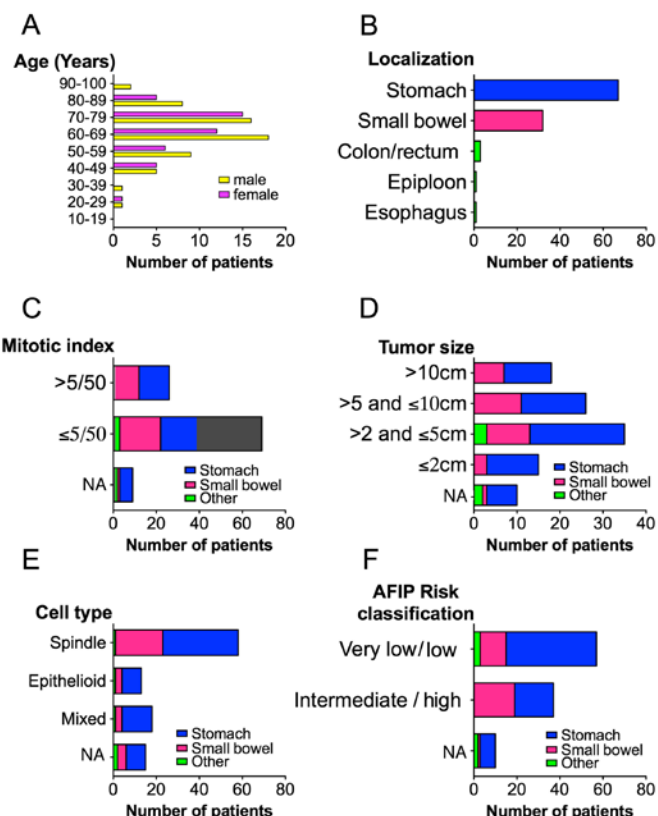 A
Age (Years)
90-100
80-89
70-79
60-69
50-59
40-49
30-39
20-29
10-19
male
female
0 5 10 15 20
Number of patients
B
Localization
Stomach
Small bowel
Colon/rectum
Epiploon
Esophagus
0 20 40 60 80
Number of patients
C
Mitotic index
>5/50
≤5/50
NA
Stomach
Small bowel
Other
0 20 40 60 80
Number of patients
D
Tumor size
>10cm
>5 and ≤10cm
>2 and ≤5cm
≤2cm
NA
Stomach
Small bowel
Other
0 10 20 30 40
Number of patients
E
Cell type
Spindle
Epithelioid
Mixed
NA
Stomach
Small bowel
Other
0 20 40 60 80
Number of patients
F
AFIP Risk
classification
Very low/low
Intermediate / high
NA
Stomach
Small bowel
Other
0 20 40 60 80
Number of patients